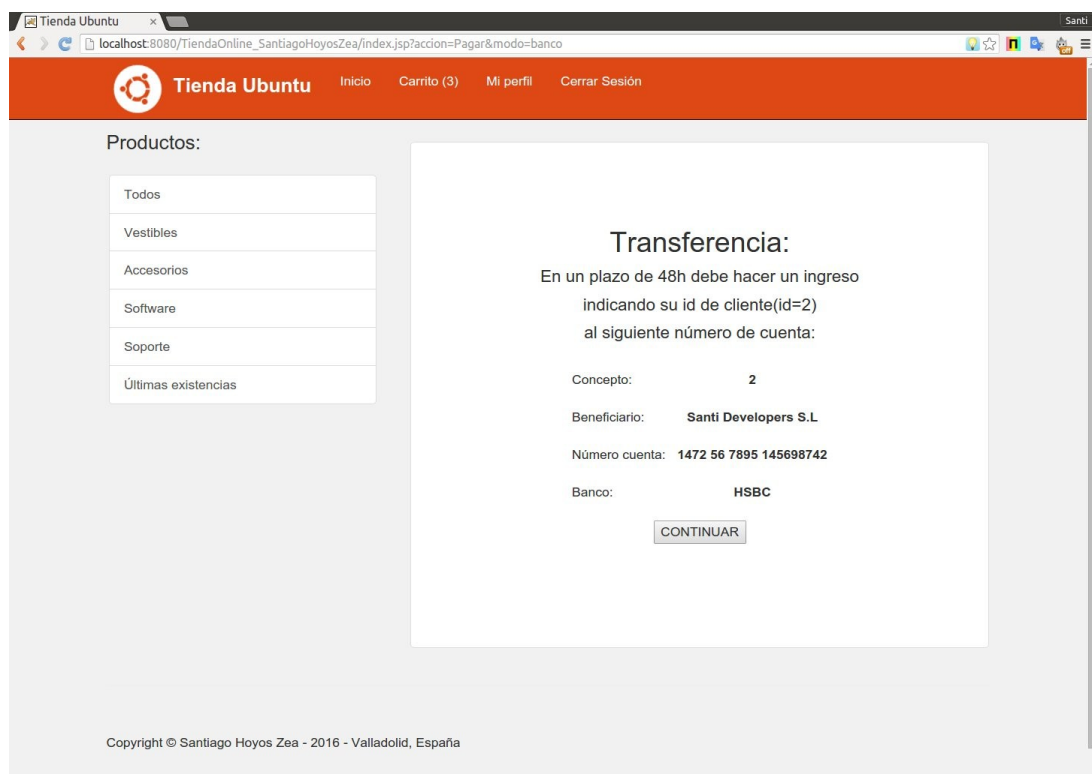 Tienda Ubuntu
Santi
localhost:8080/TiendaOnline_SantiagoHoyosZea/index.jsp?accion=Pagar&modo=banco
Tienda Ubuntu Inicio Carrito (3) Mi perfil Cerrar Sesión
Productos:
Todos
Vestibles
Accesorios
Software
Soporte
Últimas existencias
Transferencia:
En un plazo de 48h debe hacer un ingreso
indicando su id de cliente(id=2)
al siguiente número de cuenta:
Concepto: 2
Beneficiario: Santi Developers S.L
Número cuenta: 1472 56 7895 145698742
Banco: HSBC
CONTINUAR
Copyright © Santiago Hoyos Zea - 2016 - Valladolid, España